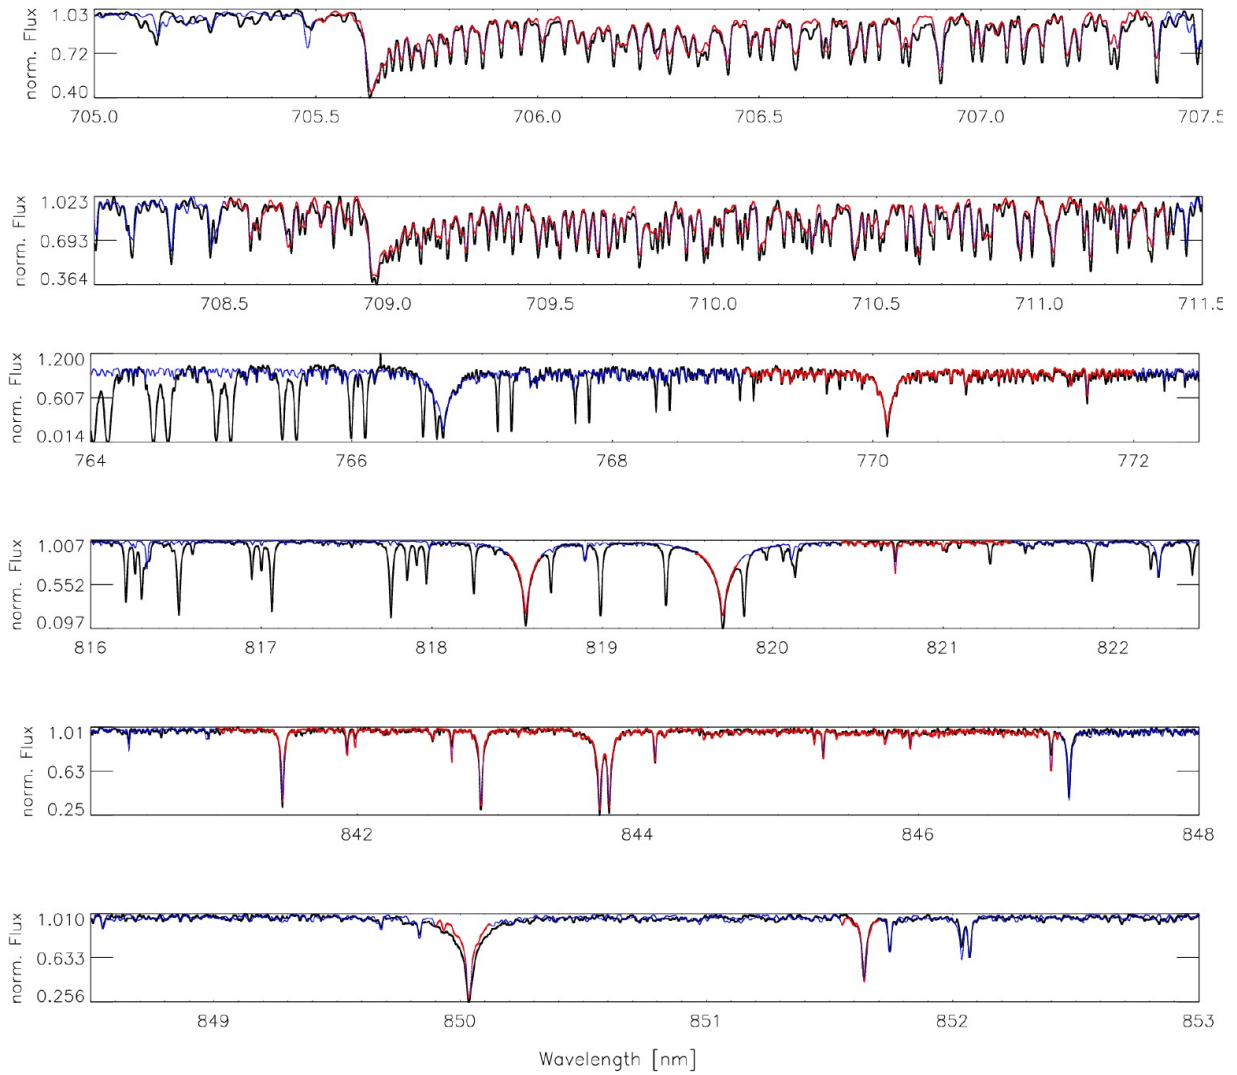 norm. Flux
1.03
0.72
0.40
705.0 705.5 706.0 706.5 707.0 707.5
norm. Flux
1.023
0.693
0.364
708.5 709.0 709.5 710.0 710.5 711.0 711.5
norm. Flux
1.200
0.607
0.014
764 766 768 770 772
norm. Flux
1.007
0.552
0.097
816 817 818 819 820 821 822
norm. Flux
1.01
0.63
0.25
842 844 846 848
norm. Flux
1.010
0.633
0.256
849 850 851 852 853
Wavelength [nm]